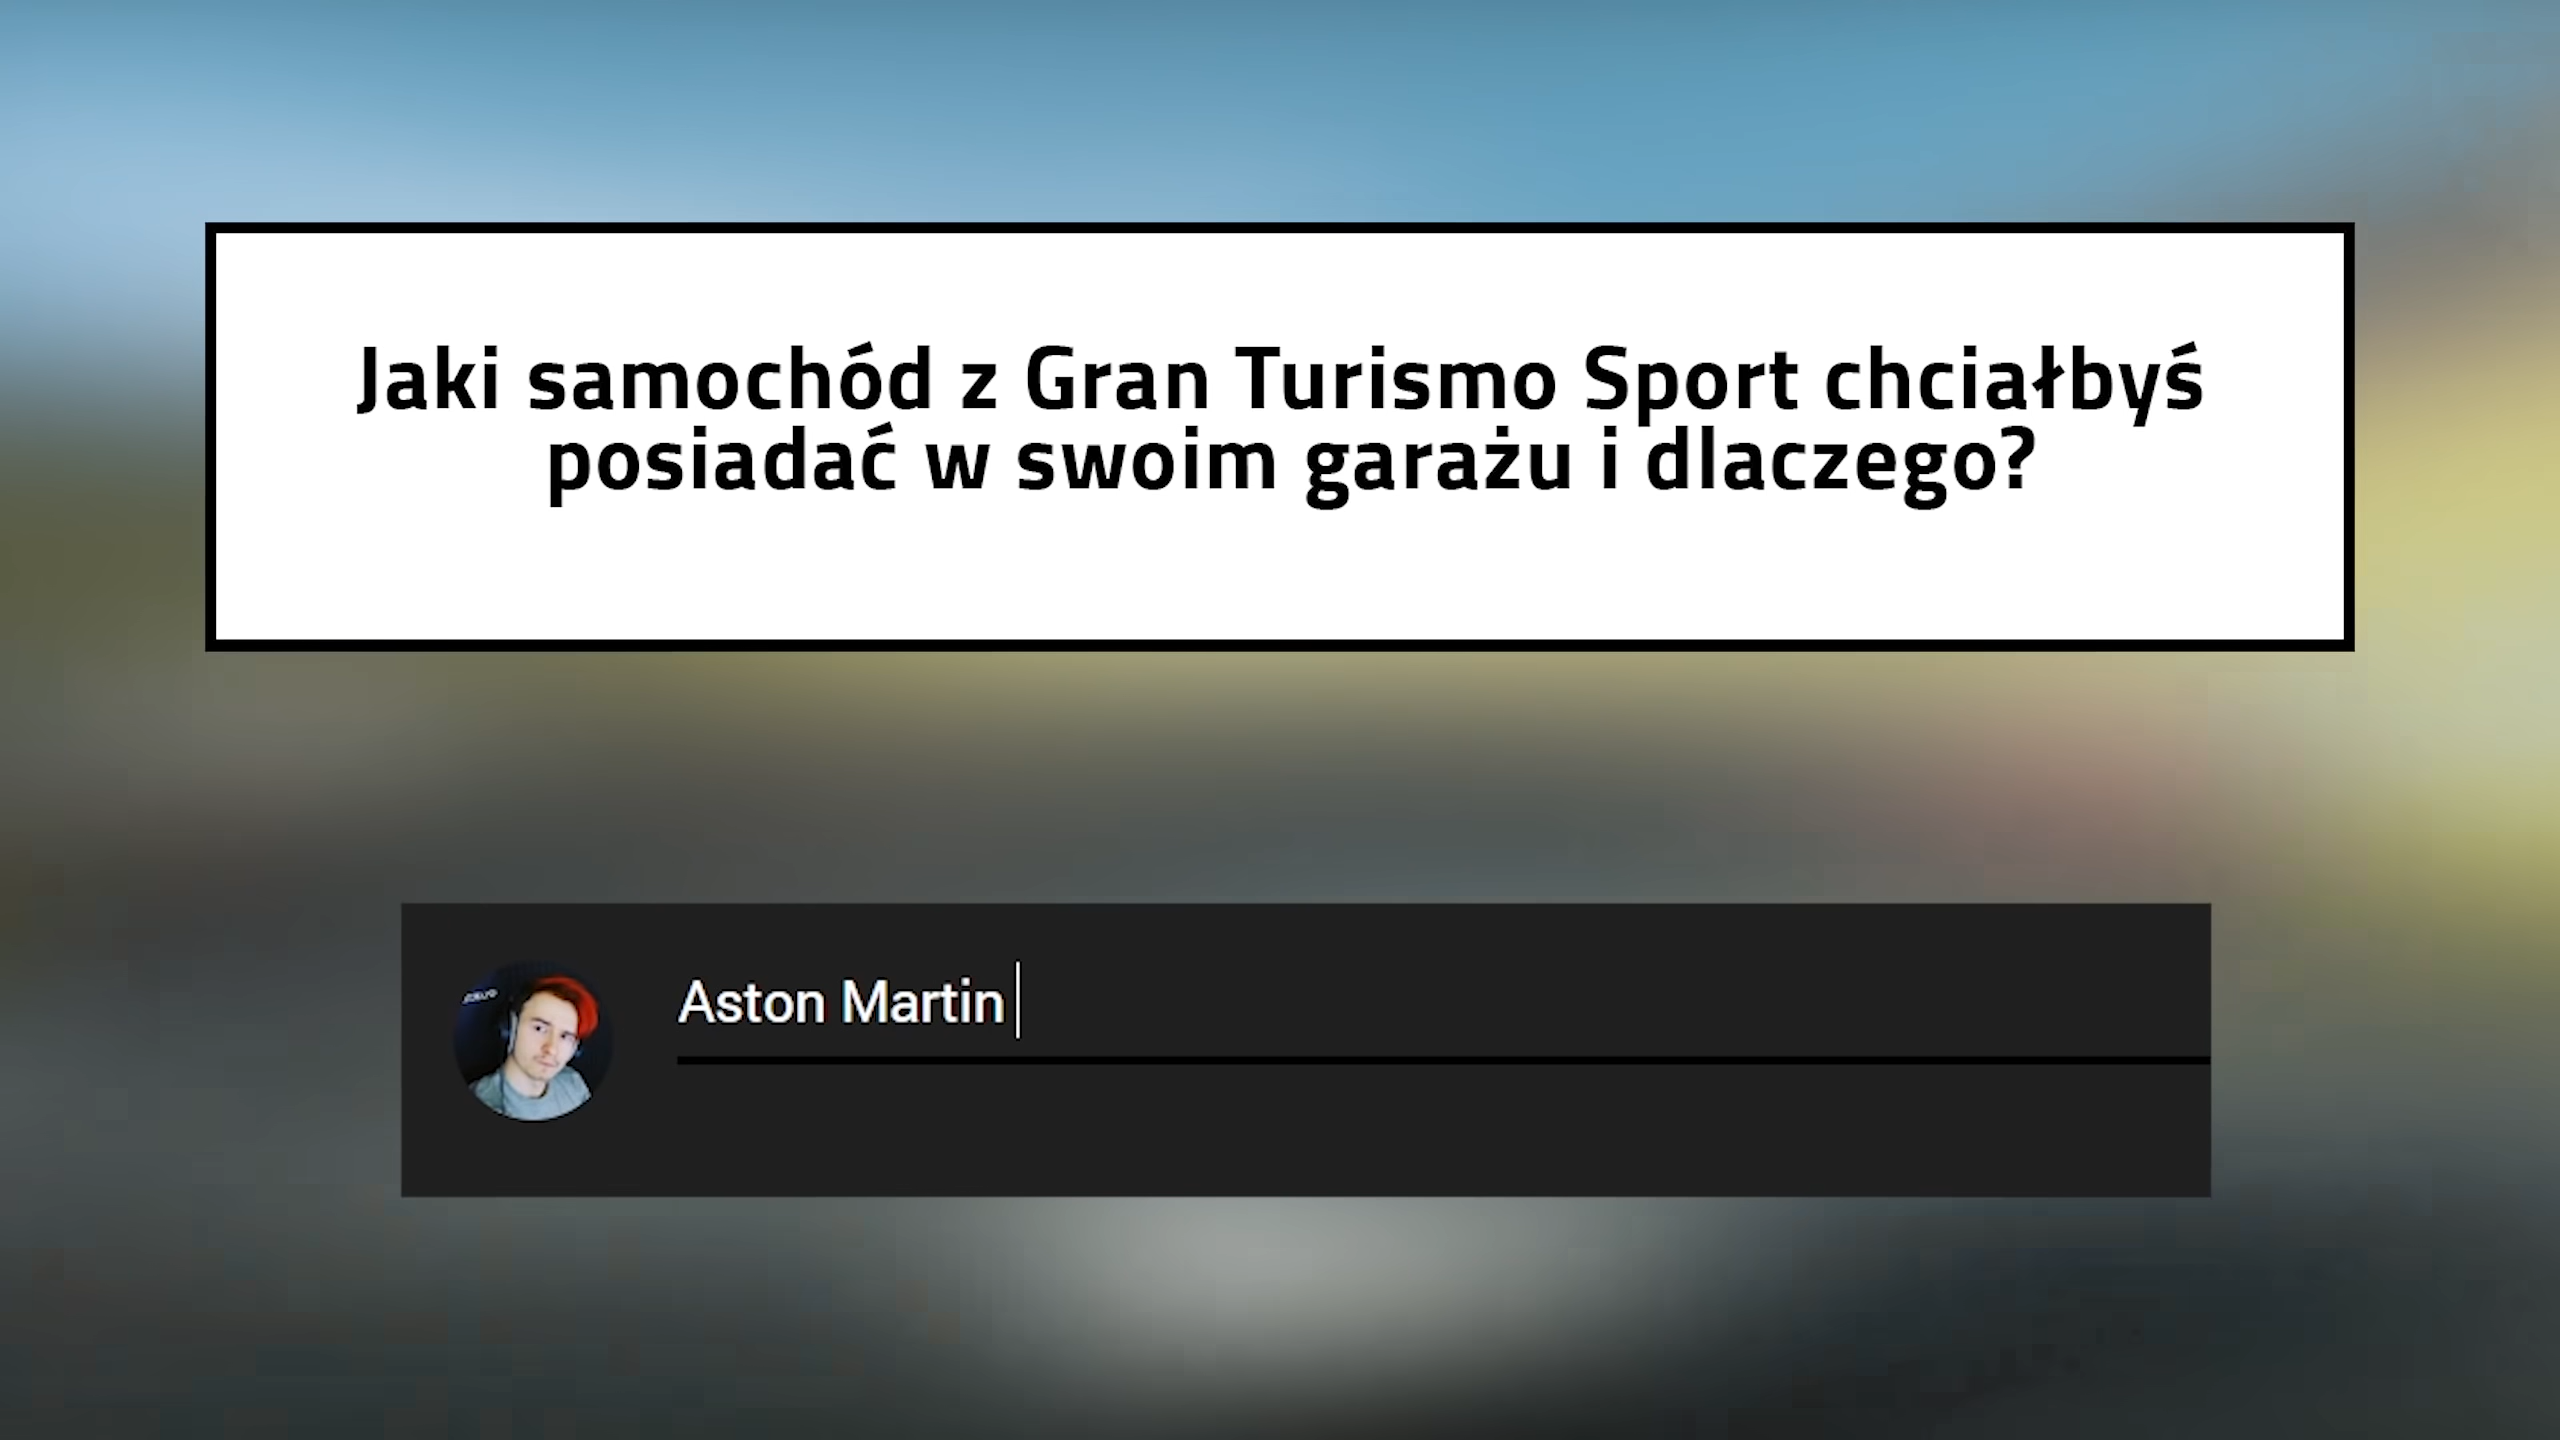 Jaki samochód z Gran Turismo Sport chciałbyś
posiadać w swoim garażu i dlaczego?
Aston Martin